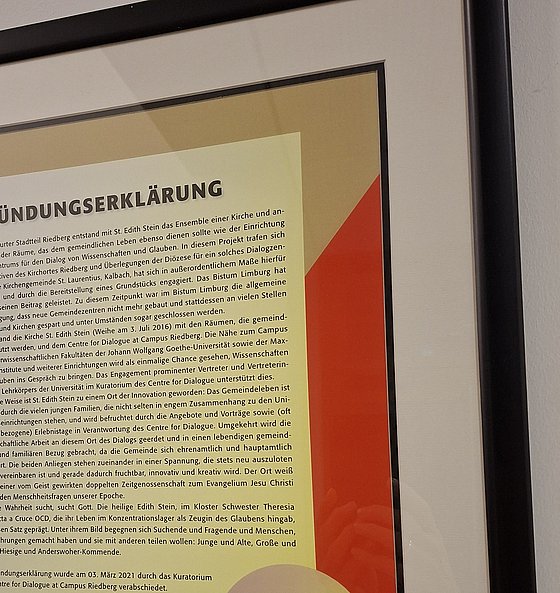 ÜNDUNGSERKLÄRUNG
urter Stadtteil Riedberg entstand mit St. Edith Stein das Ensemble einer Kirche und an-
der Räume, das dem gemeindlichen Leben ebenso dienen sollte wie der Einrichtung
ntrums für den Dialog von Wissenschaften und Glauben. In diesem Projekt trafen sich
tiven des Kirchortes Riedberg und Überlegungen der Diözese für ein solches Dialogzen-
Kirchengemeinde St. Laurentius, Kalbach, hat sich in außerordentlichem Maße hierfür
und durch die Bereitstellung eines Grundstücks engagiert. Das Bistum Limburg hat
seinen Beitrag geleistet. Zu diesem Zeitpunkt war im Bistum Limburg die allgemeine
gung, dass neue Gemeindezentren nicht mehr gebaut und stattdessen an vielen Stellen
und Kirchen gespart und unter Umständen sogar geschlossen werden.
and die Kirche St. Edith Stein (Weihe am 3. Juli 2016) mit den Räumen, die gemeind-
utzt werden, und dem Centre for Dialogue at Campus Riedberg. Die Nähe zum Campus
rwissenschaftlichen Fakultäten der Johann Wolfgang Goethe-Universität sowie der Max-
nstitute und weiterer Einrichtungen wird als einmalige Chance gesehen, Wissenschaften
uben ins Gespräch zu bringen. Das Engagement prominenter Vertreter und Vertreterin-
Lehrkörpers der Universität im Kuratorium des Centre for Dialogue unterstützt dies.
e Weise ist St. Edith Stein zu einem Ort der Innovation geworden: Das Gemeindeleben ist
durch die vielen jungen Familien, die nicht selten in engem Zusammenhang zu den Uni-
einrichtungen stehen, und wird befruchtet durch die Angebote und Vorträge sowie (oft
bezogene) Erlebnistage in Verantwortung des Centre for Dialogue. Umgekehrt wird die
chaftliche Arbeit an diesem Ort des Dialogs geerdet und in einen lebendigen gemeind-
und familiären Bezug gebracht, da die Gemeinde sich ehrenamtlich und hauptamtlich
rt. Die beiden Anliegen stehen zueinander in einer Spannung, die stets neu auszuloten
vereinbaren ist und gerade dadurch fruchtbar, innovativ und kreativ wird. Der Ort weiß
einer vom Geist gewirkten doppelten Zeitgenossenschaft zum Evangelium Jesu Christi
den Menschheitsfragen unserer Epoche.
Wahrheit sucht, sucht Gott. Die heilige Edith Stein, im Kloster Schwester Theresia
ta a Cruce OCD, die ihr Leben im Konzentrationslager als Zeugin des Glaubens hingab,
en Satz geprägt. Unter ihrem Bild begegnen sich Suchende und Fragende und Menschen,
hrungen gemacht haben und sie mit anderen teilen wollen: Junge und Alte, Große und
Hiesige und Anderswoher-Kommende.
ndungserklärung wurde am 03. März 2021 durch das Kuratorium
ntre for Dialogue at Campus Riedberg verabschiedet.